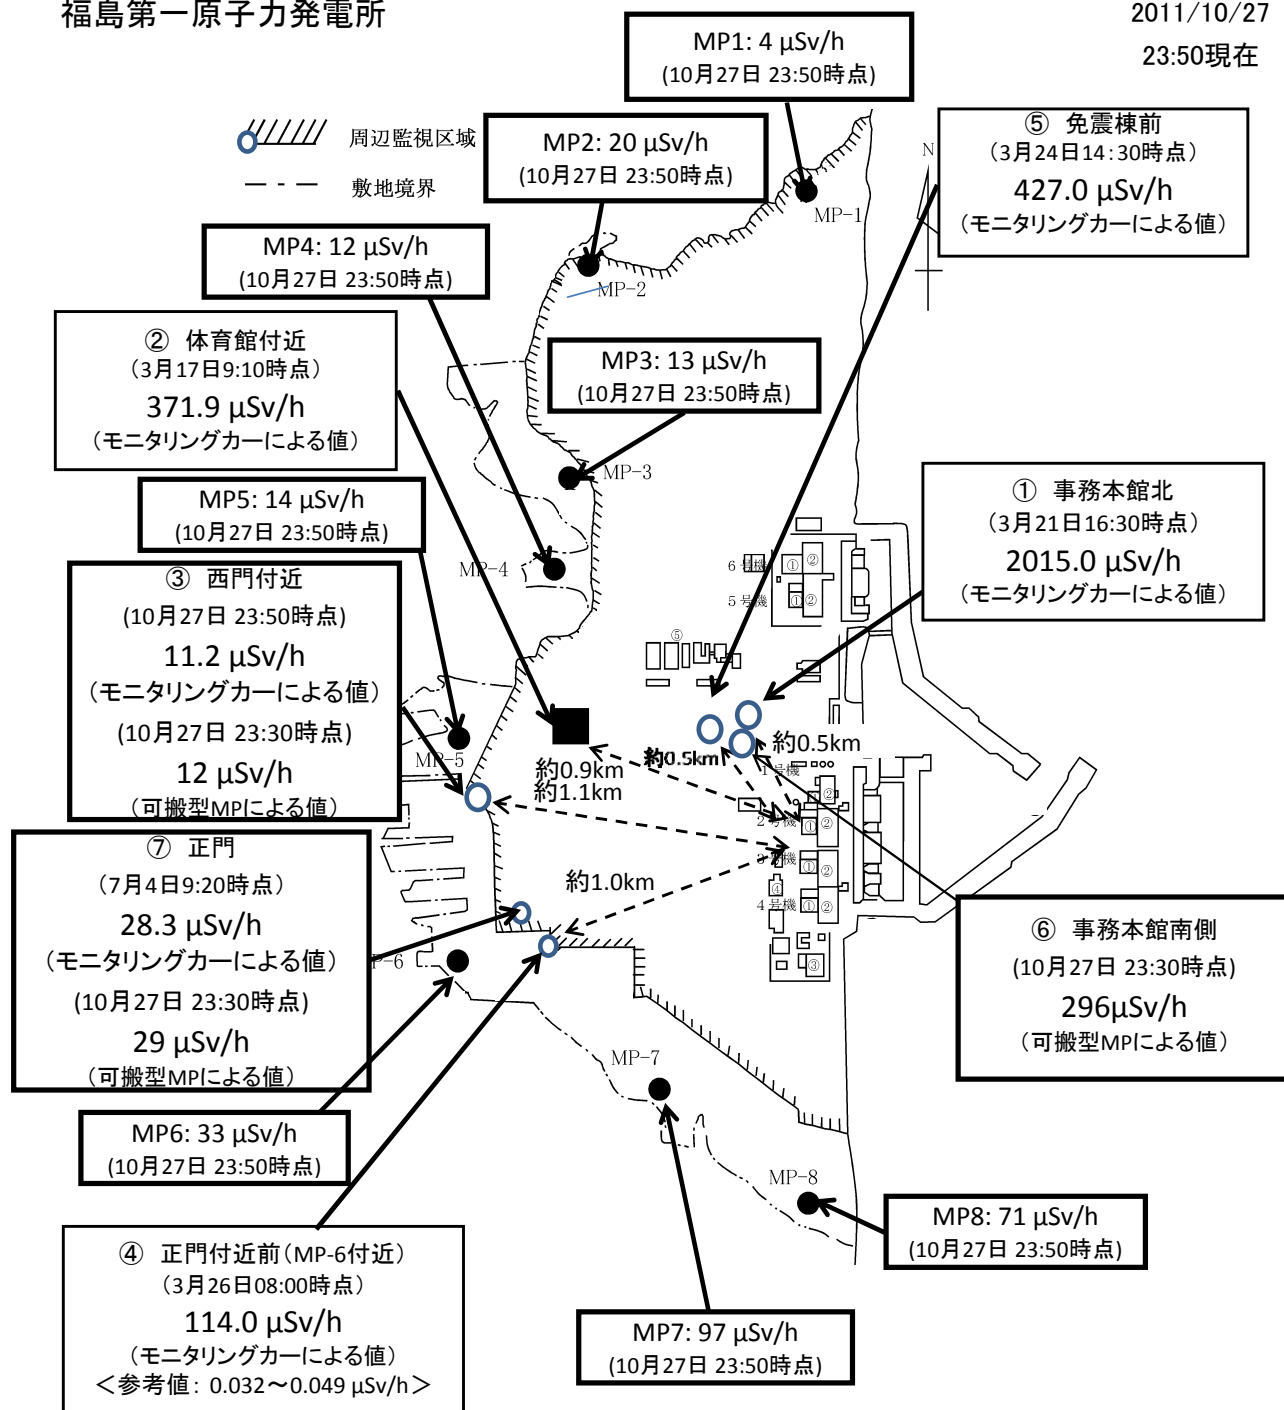 福島第一原子力発電所
2011/10/27
23:50現在
周辺監視区域
敷地境界
MP1: 4 μSv/h
(10月27日 23:50時点)
MP2: 20 μSv/h
(10月27日 23:50時点)
MP4: 12 μSv/h
(10月27日 23:50時点)
⑤ 免震棟前
（3月24日14:30時点）
427.0 μSv/h
（モニタリングカーによる値）
N
MP-1
MP-2
② 体育館付近
（3月17日9:10時点）
371.9 μSv/h
（モニタリングカーによる値）
MP3: 13 μSv/h
(10月27日 23:50時点)
MP-3
MP5: 14 μSv/h
(10月27日 23:50時点)
① 事務本館北
（3月21日16:30時点）
2015.0 μSv/h
（モニタリングカーによる値）
MP-4
③ 西門付近
(10月27日 23:50時点)
11.2 μSv/h
（モニタリングカーによる値）
(10月27日 23:30時点)
12 μSv/h
（可搬型MPによる値）
6号機
①
②
5号機
①
②
⑤
MP-5
約0.9km
約1.1km
約0.5km
約0.5km
1号機
②
2号機
①
②
3号機
①
②
④
4号機
①
②
③
約1.0km
⑦ 正門
（7月4日9:20時点）
28.3 μSv/h
（モニタリングカーによる値）
(10月27日 23:30時点)
29 μSv/h
（可搬型MPによる値）
P-6
⑥ 事務本館南側
(10月27日 23:30時点)
296μSv/h
（可搬型MPによる値）
MP-7
MP6: 33 μSv/h
(10月27日 23:50時点)
MP-8
MP8: 71 μSv/h
(10月27日 23:50時点)
④ 正門付近前（MP-6付近）
（3月26日08:00時点）
114.0 μSv/h
（モニタリングカーによる値）
＜参考値：0.032～0.049 μSv/h＞
MP7: 97 μSv/h
(10月27日 23:50時点)